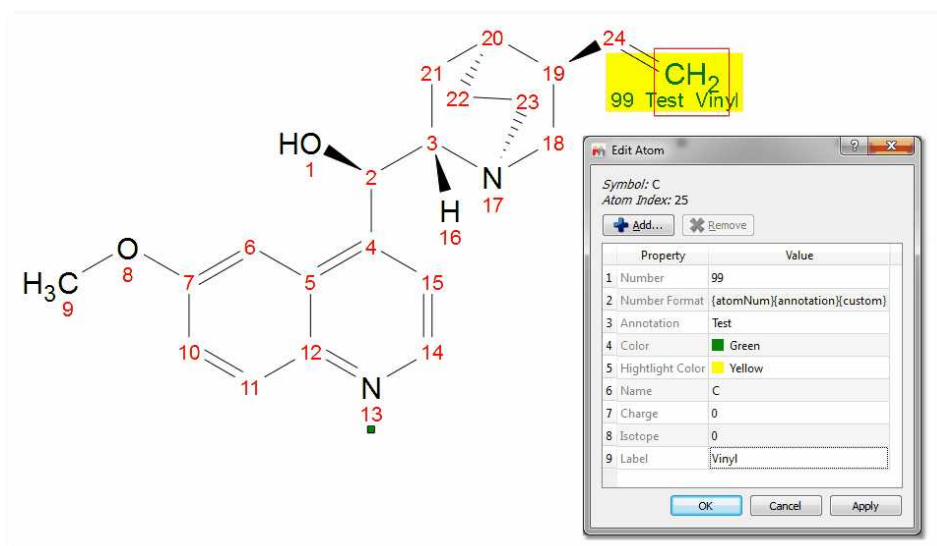 20
24
21
19
CH2
22
23
99 Test Vinyl
HO
3
18
1
2
N
17
H
16
O
8
6
4
7
5
15
H3C
9
10
12
14
11
N
13
Edit Atom
Symbol: C
Atom Index: 25
Add... Remove
Property Value
1 Number 99
2 Number Format {atomNum}{annotation}{custom}
3 Annotation Test
4 Color Green
5 Hightlight Color Yellow
6 Name C
7 Charge 0
8 Isotope 0
9 Label Vinyl
OK Cancel Apply